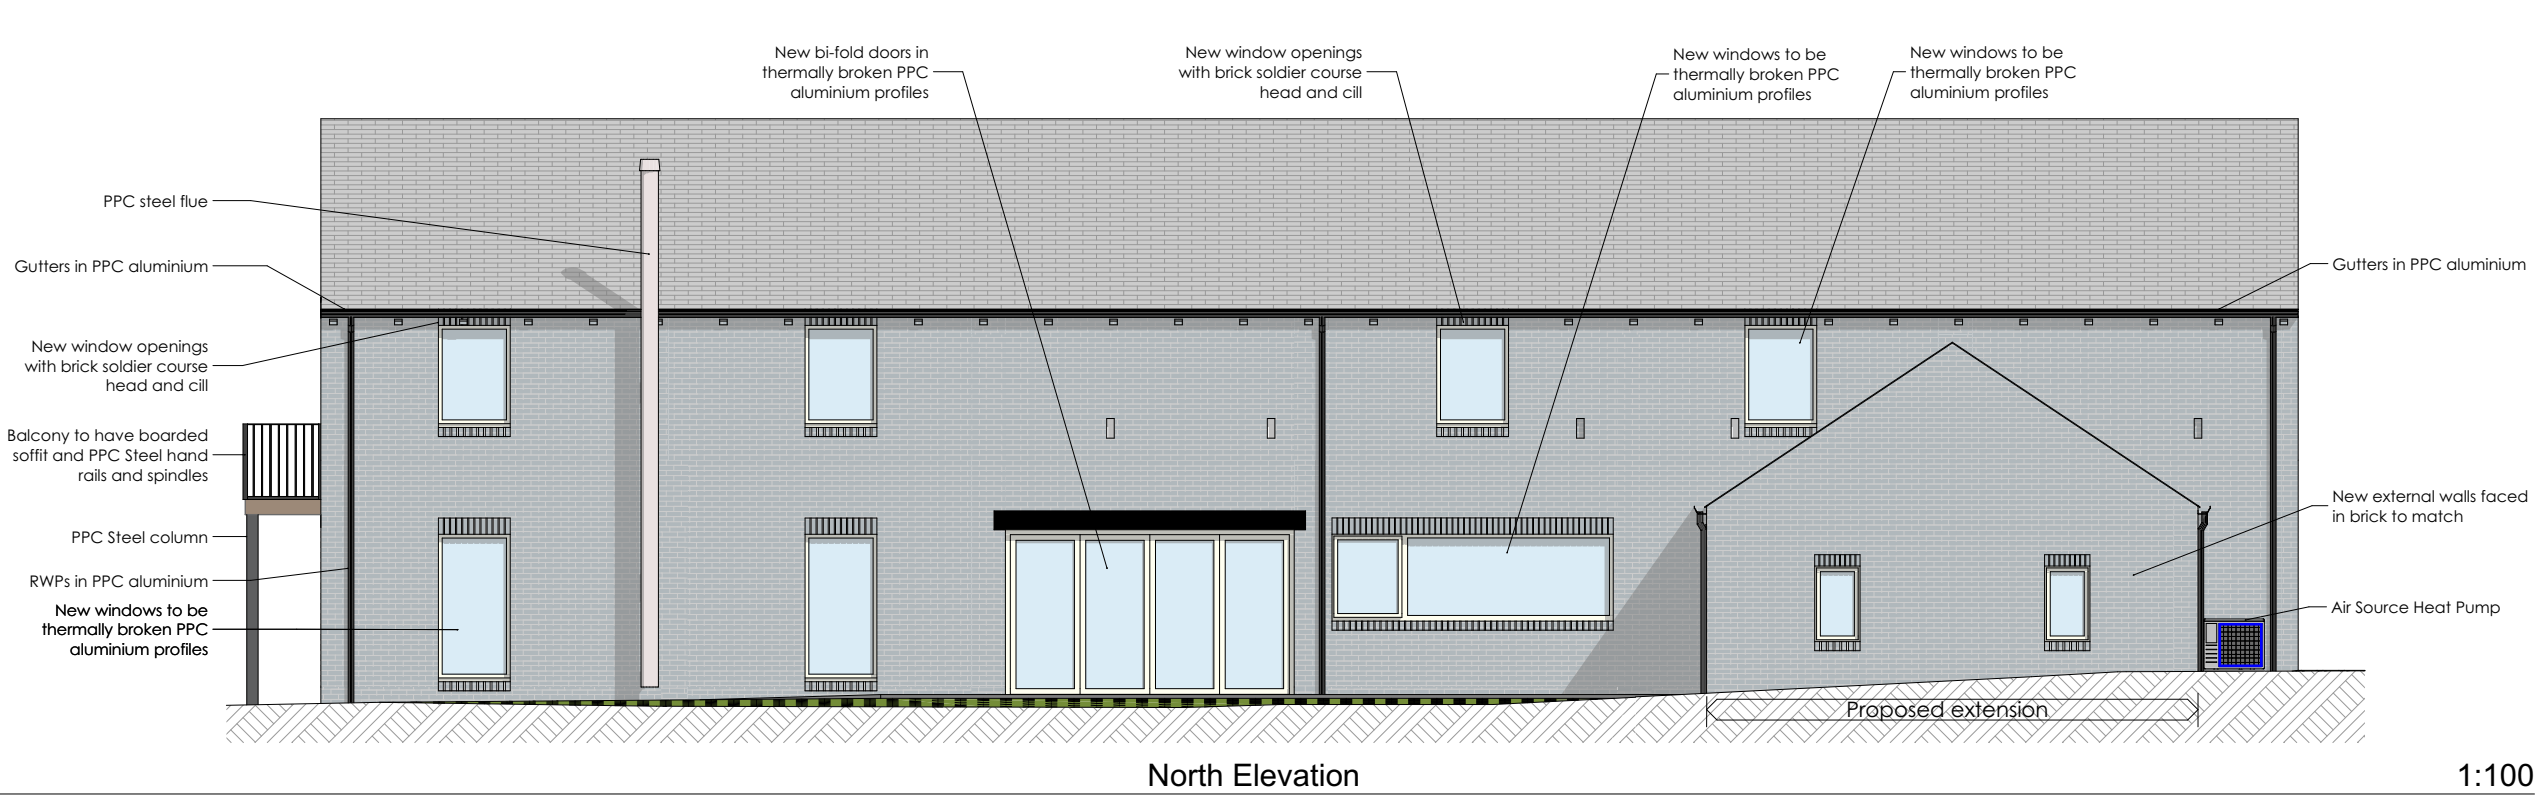 New bi-fold doors in
thermally broken PPC
aluminium profiles
New window openings
with brick soldier course
head and cill
New windows to be
thermally broken PPC
aluminium profiles
New windows to be
thermally broken PPC
aluminium profiles
PPC steel flue
Gutters in PPC aluminium
New window openings
with brick soldier course
head and cill
Balcony to have boarded
soffit and PPC Steel hand
rails and spindles
PPC Steel column
RWPs in PPC aluminium
New windows to be
thermally broken PPC
aluminium profiles
Gutters in PPC aluminium
New external walls faced
in brick to match
Air Source Heat Pump
Proposed extension
North Elevation
1:100